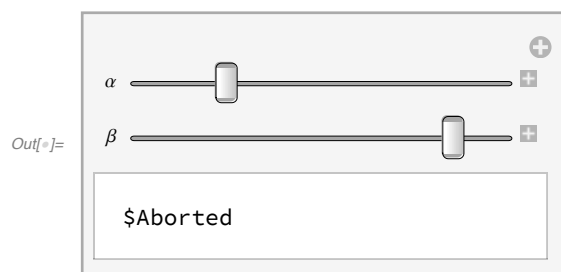 α
β
Out[•]=
$Aborted